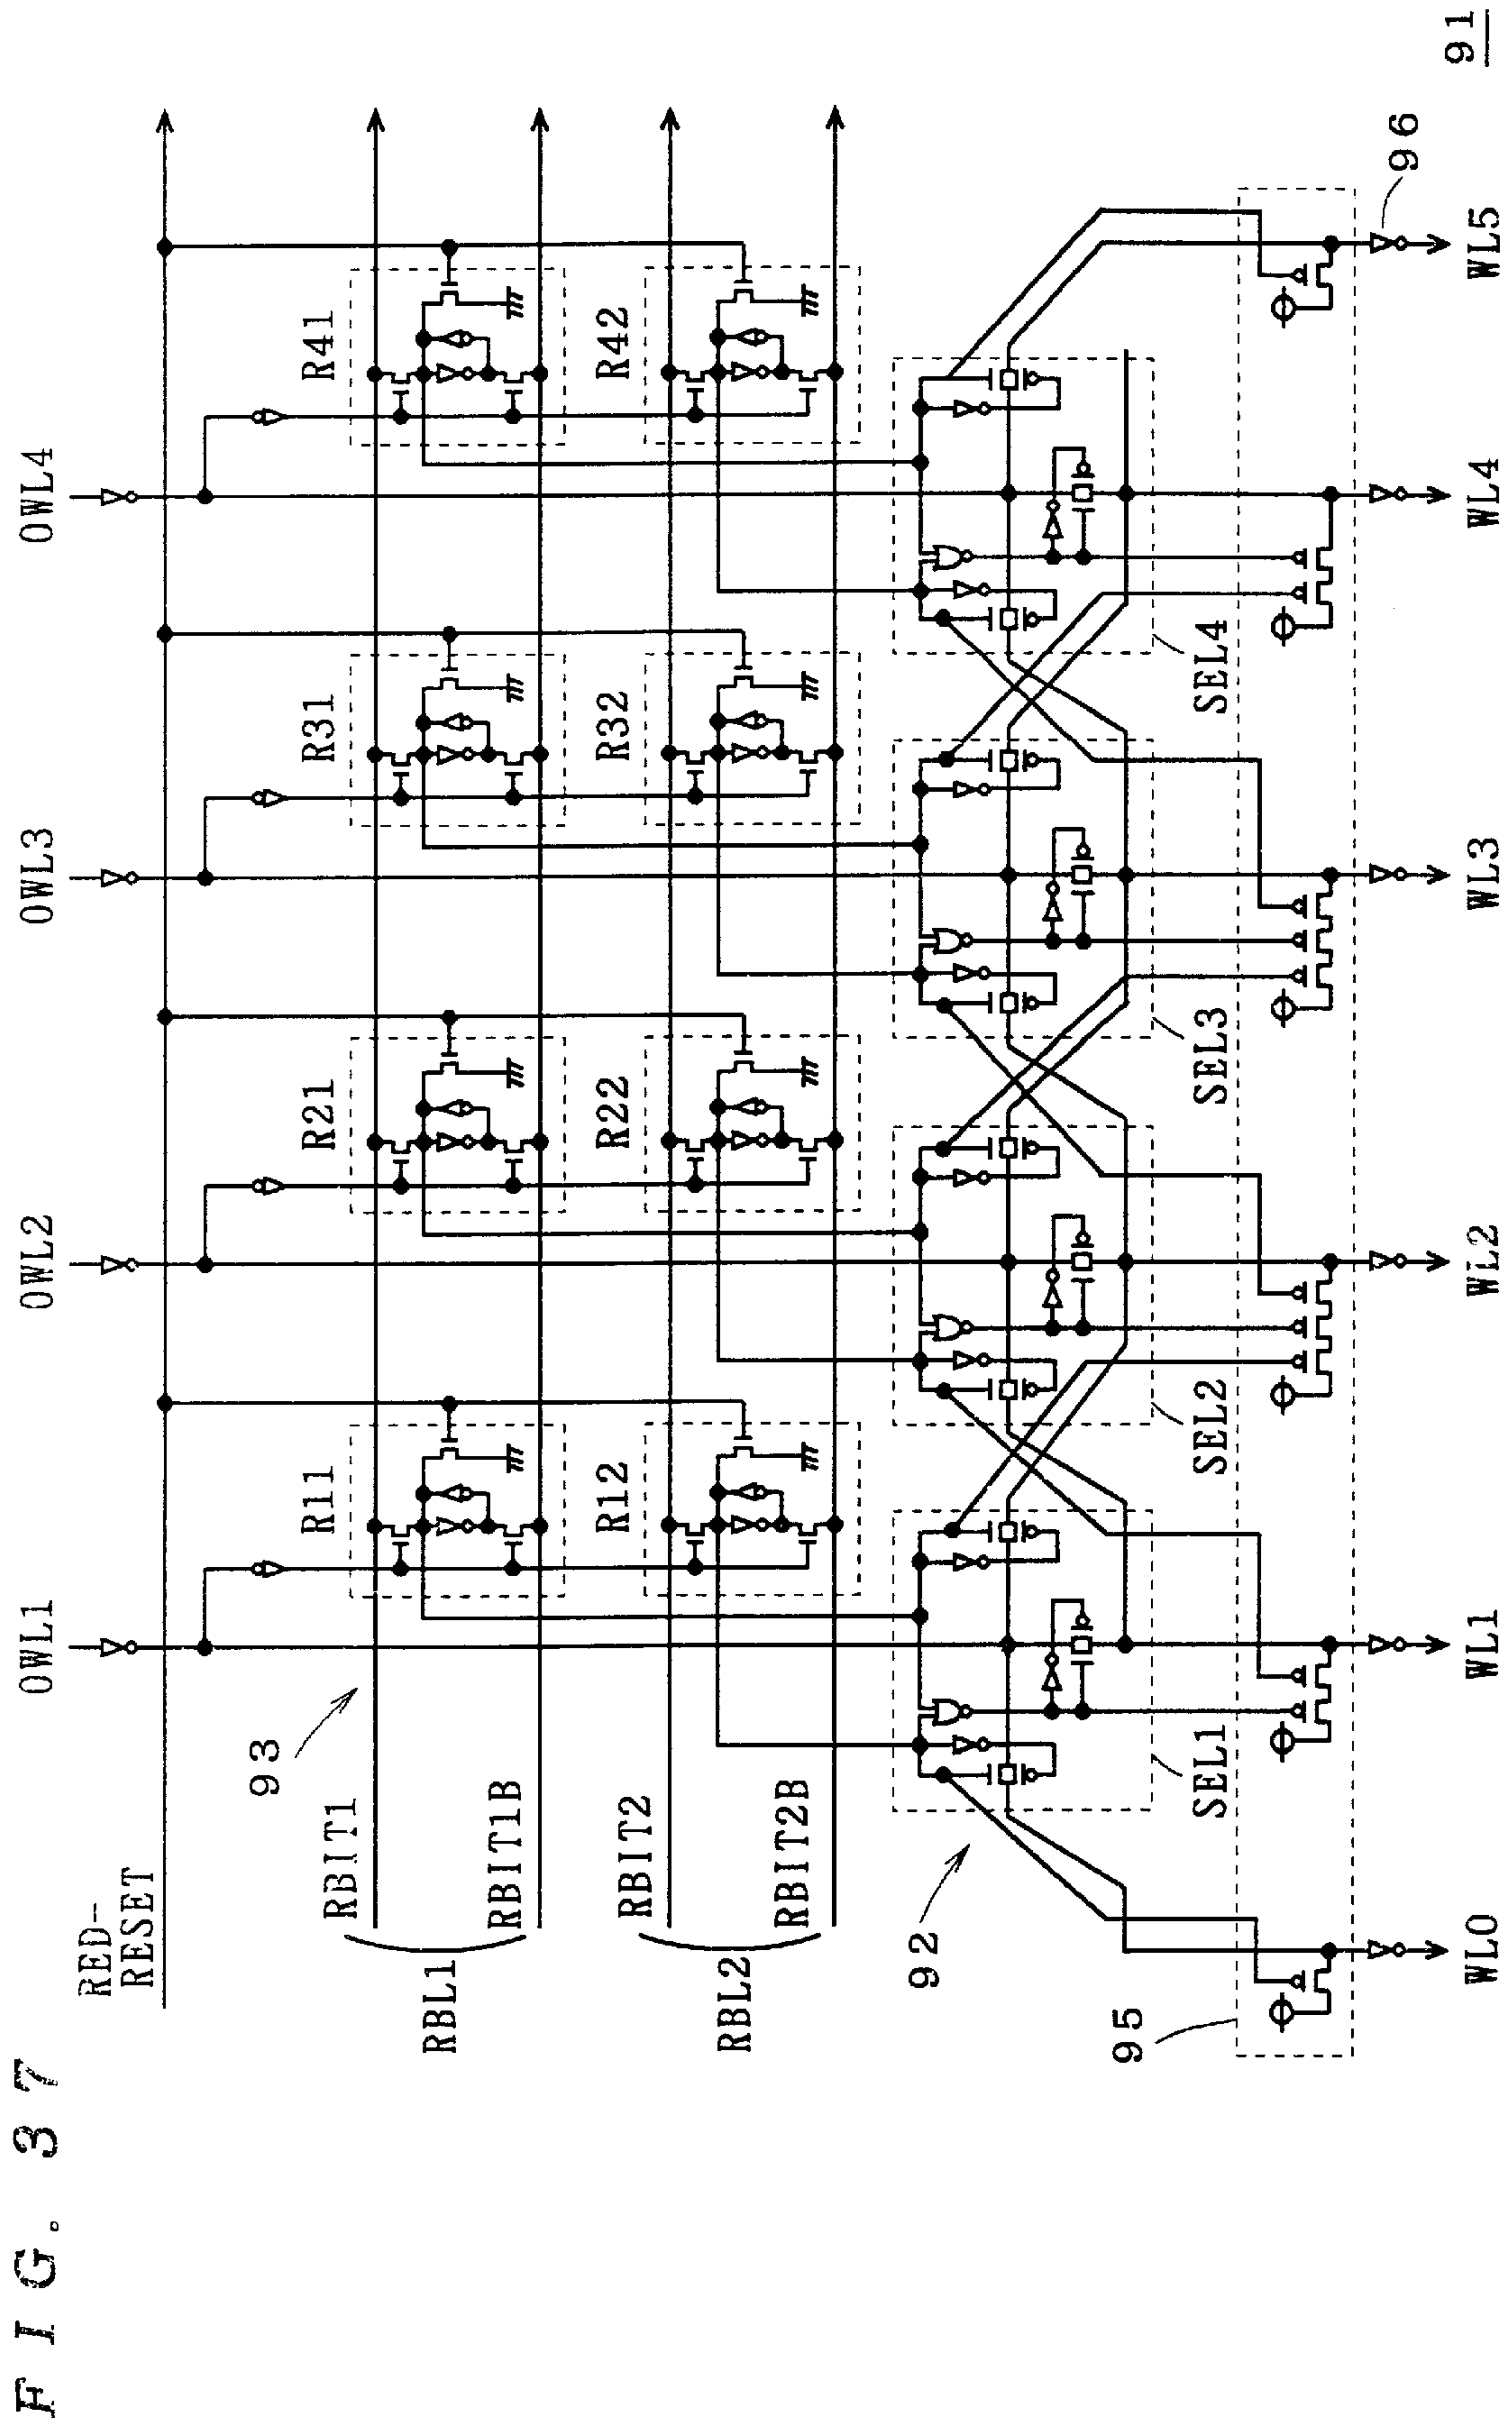 FIG. 37
91
OWL1
OWL2
OWL3
OWL4
RED-
RESET
93
RBIT1
RBIT1B
RBL1
RBIT2
RBIT2B
RBL2
R11
R21
R31
R41
R12
R22
R32
R42
92
SEL1
SEL2
SEL3
SEL4
95
96
WL0
WL1
WL2
WL3
WL4
WL5